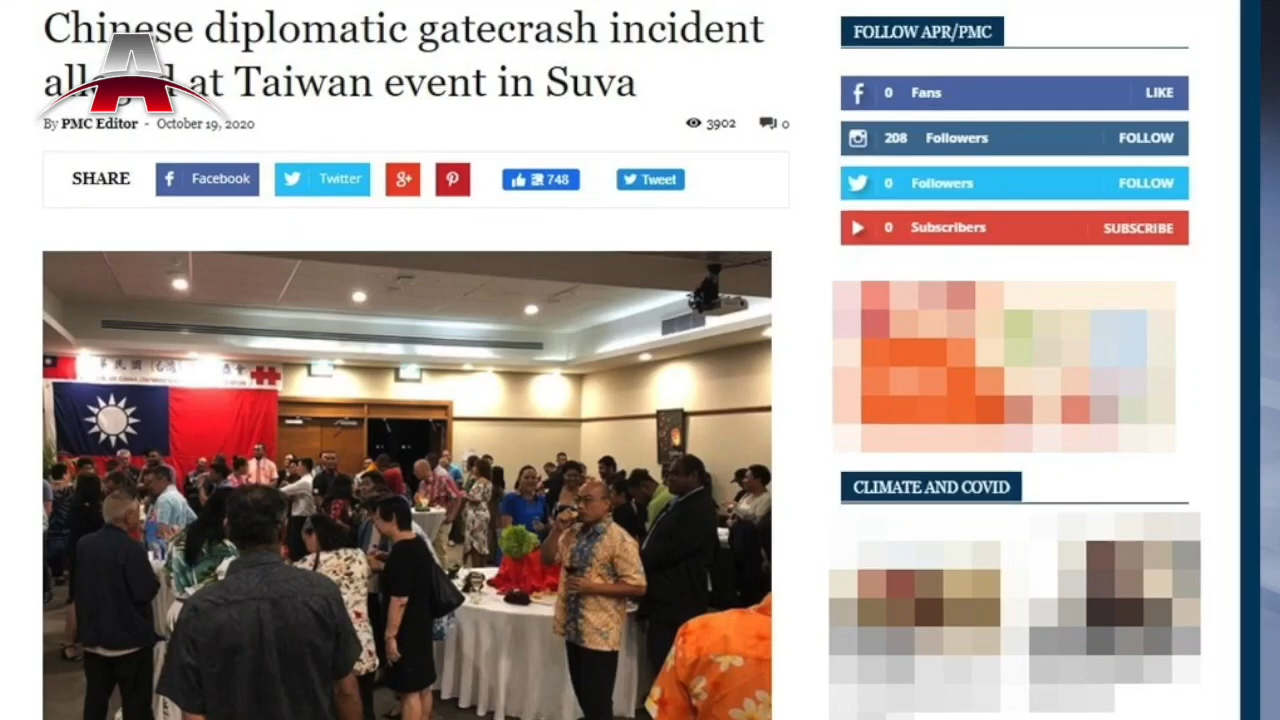 Chinese diplomatic gatecrash incident
alleged at Taiwan event in Suva
By PMC Editor - October 19, 2020
3902
0
SHARE
Facebook
Twitter
讚 748
Tweet
FOLLOW APR/PMC
0 Fans LIKE
208 Followers FOLLOW
0 Followers FOLLOW
0 Subscribers SUBSCRIBE
CLIMATE AND COVID